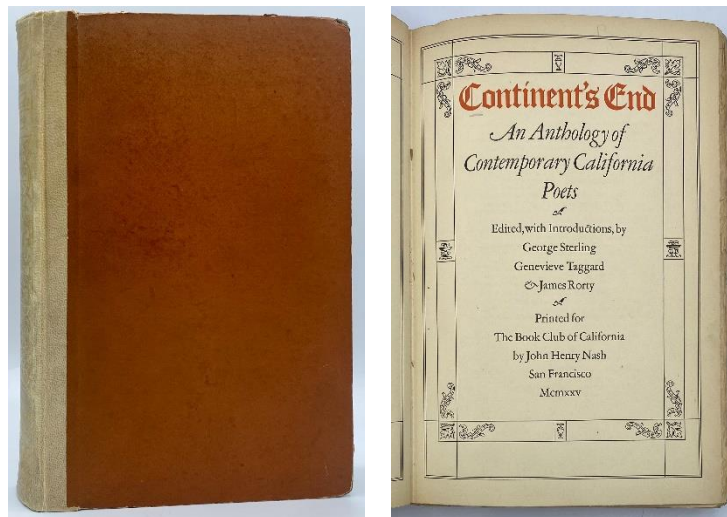 Continent's End
An Anthology of
Contemporary California
Poets
Edited, with Introductions, by
George Sterling
Genevieve Taggard
& James Rorty
Printed for
The Book Club of California
by John Henry Nash
San Francisco
Mcmxxv